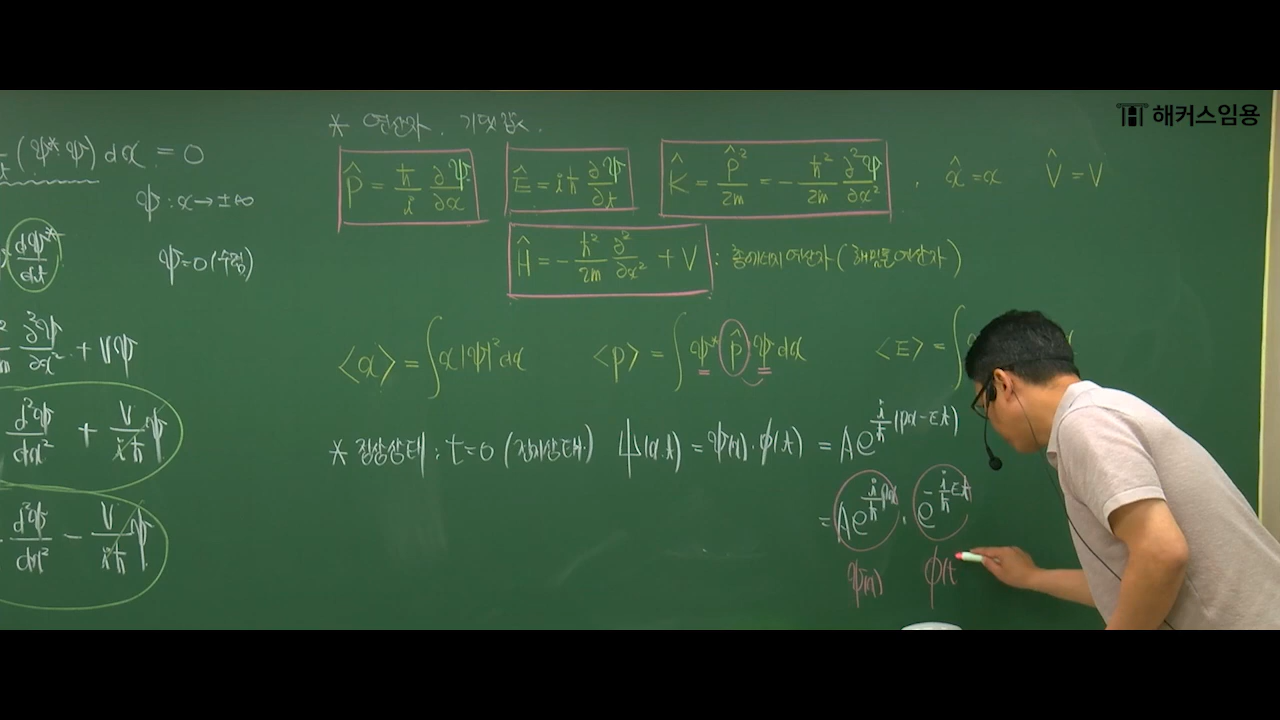 해커스임용
(ψ* ψ) dx = 0
ψ : x → ±∞
dψ*/dt
ψ=0 (수렴)
∂²ψ/∂x² + Vψ
d²ψ/dx² + V/iħ ψ
d²ψ/dx² - V/iħ ψ
* 연산자, 기댓값.
P̂ = ħ/i ∂ψ/∂x
Ê = iħ ∂ψ/∂t
K̂ = P̂²/2m = - ħ²/2m ∂²ψ/∂x² , x̂ = x V̂ = V
Ĥ = - ħ²/2m ∂²/∂x² + V : 총에너지 연산자 (해밀톤 연산자)
<x> = ∫ x |ψ|² dx
<p> = ∫ ψ* p̂ ψ dx
<E> = ∫
* 정상상태 : t=0 (정지상태) Ψ(x.t) = ψ(x)·φ(t) = A e^{i/ħ (px-Et)}
= A e^{i/ħ px} · e^{-i/ħ Et}
ψ(x) φ(t